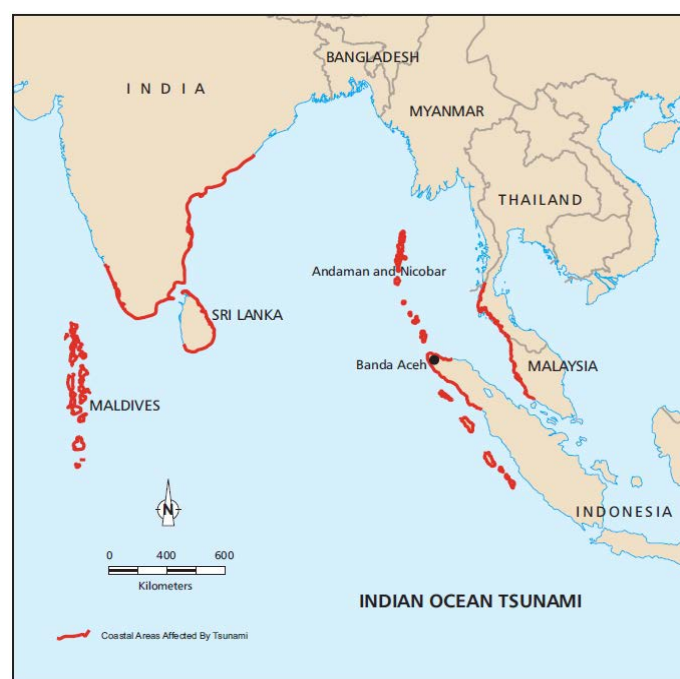 BANGLADESH
I N D I A
MYANMAR
THAILAND
Andaman and Nicobar
SRI LANKA
Banda Aceh
MALAYSIA
MALDIVES
N
INDONESIA
0 400 600
Kilometers
INDIAN OCEAN TSUNAMI
Coastal Areas Affected By Tsunami